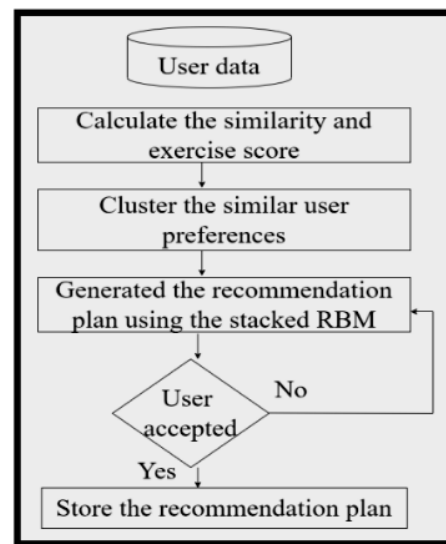 User data
Calculate the similarity and
exercise score
Cluster the similar user
preferences
Generated the recommendation
plan using the stacked RBM
User
accepted
No
Yes
Store the recommendation plan